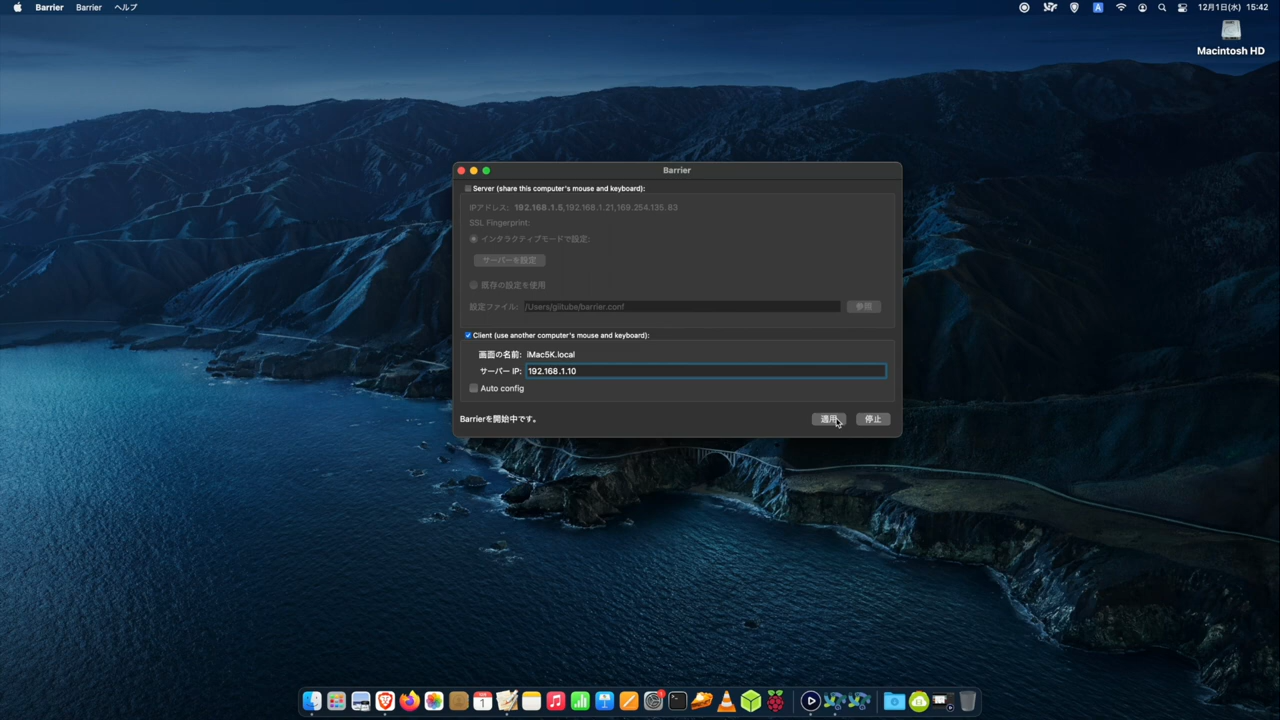 Barrier Barrier ヘルプ
A 12月1日(水) 15:42
Macintosh HD
Barrier
Server (share this computer's mouse and keyboard):
IPアドレス: 192.168.1.5,192.168.1.21,169.254.135.83
SSL Fingerprint:
インタラクティブモードで設定:
サーバーを設定
既存の設定を使用
設定ファイル: /Users/giltube/barrier.conf 参照
Client (use another computer's mouse and keyboard):
画面の名前: iMac5K.local
サーバー IP: 192.168.1.10
Auto config
Barrierを開始中です。 適用 停止
1